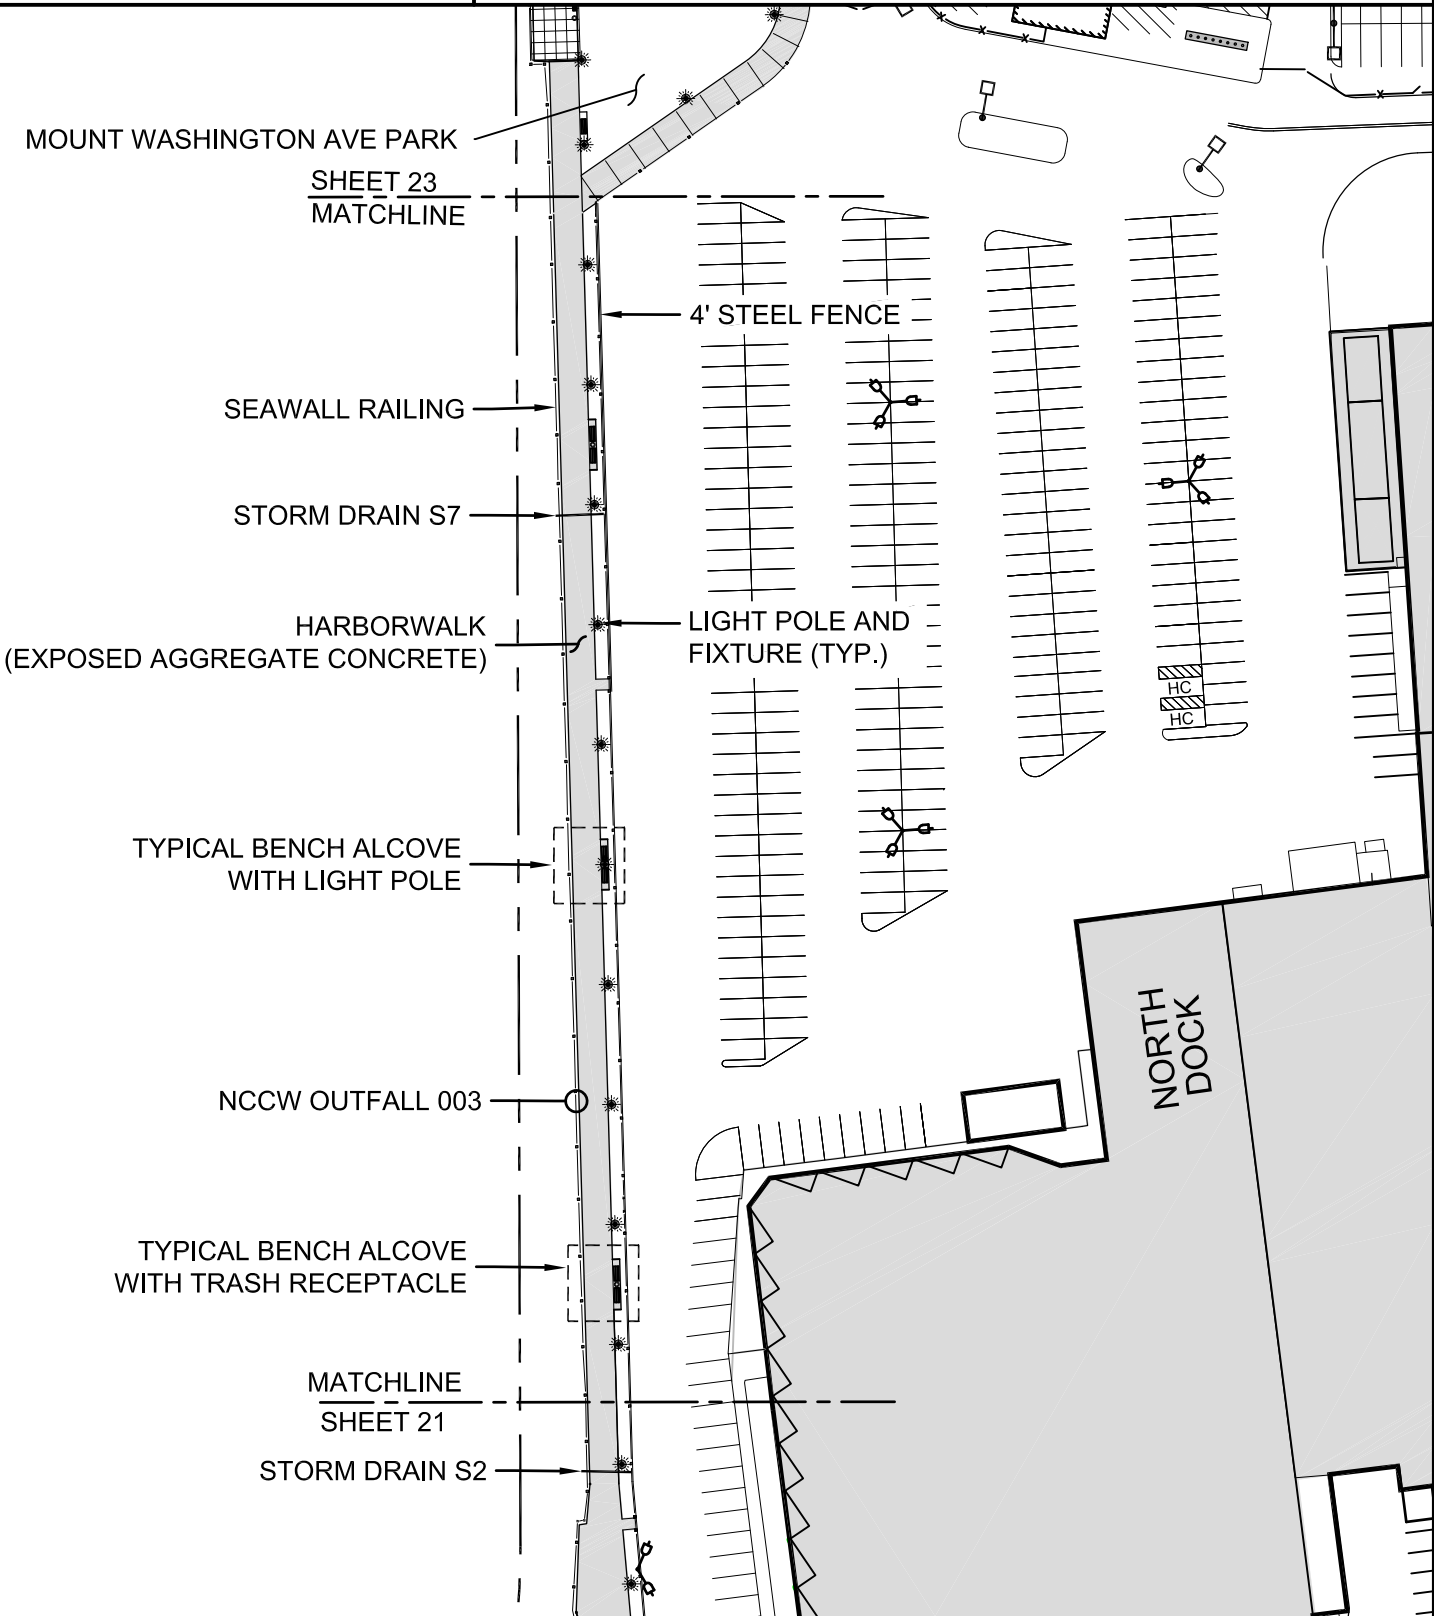 MOUNT WASHINGTON AVE PARK
SHEET 23
MATCHLINE
4' STEEL FENCE
SEAWALL RAILING
STORM DRAIN S7
HARBORWALK
(EXPOSED AGGREGATE CONCRETE)
LIGHT POLE AND
FIXTURE (TYP.)
HC
HC
TYPICAL BENCH ALCOVE
WITH LIGHT POLE
NORTH
DOCK
NCCW OUTFALL 003
TYPICAL BENCH ALCOVE
WITH TRASH RECEPTACLE
MATCHLINE
SHEET 21
STORM DRAIN S2